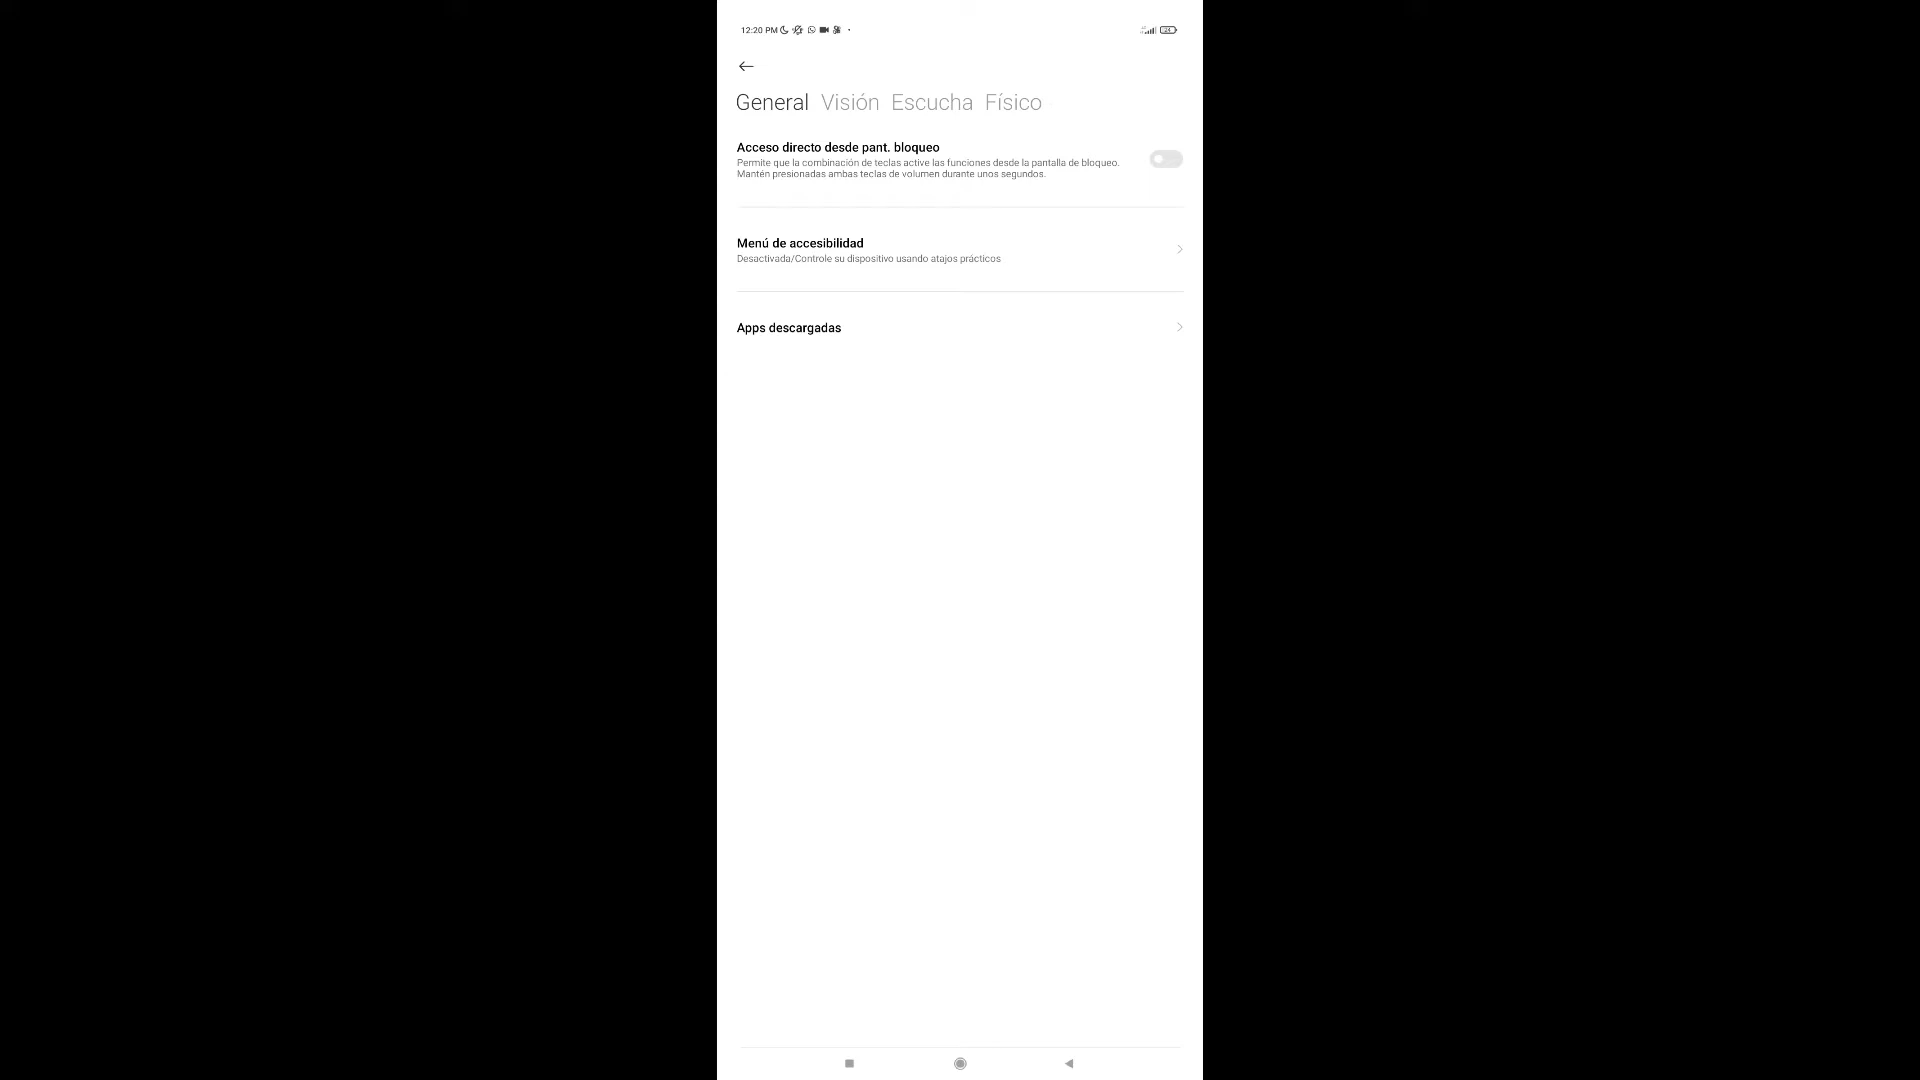 12:20 PM
General Visión Escucha Físico
Acceso directo desde pant. bloqueo
Permite que la combinación de teclas active las funciones desde la pantalla de bloqueo.
Mantén presionadas ambas teclas de volumen durante unos segundos.
Menú de accesibilidad
Desactivada/Controle su dispositivo usando atajos prácticos
Apps descargadas